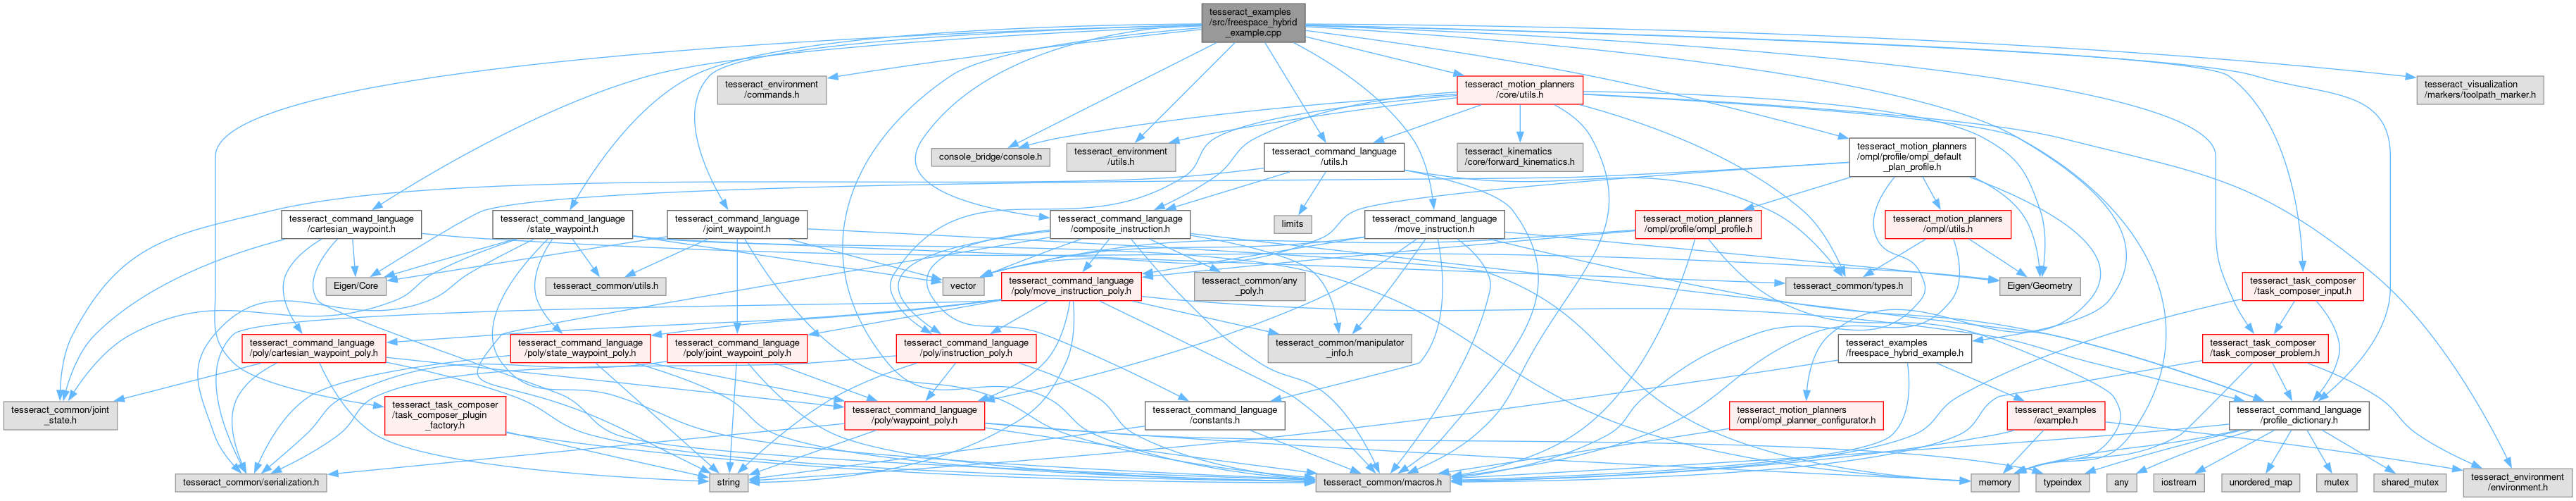 tesseract_examples
/src/freespace_hybrid
_example.cpp
tesseract_environment
/commands.h
tesseract_motion_planners
/core/utils.h
tesseract_visualization
/markers/toolpath_marker.h
console_bridge/console.h
tesseract_environment
/utils.h
tesseract_command_language
/utils.h
tesseract_kinematics
/core/forward_kinematics.h
tesseract_motion_planners
/ompl/profile/ompl_default
_plan_profile.h
tesseract_command_language
/cartesian_waypoint.h
tesseract_command_language
/state_waypoint.h
tesseract_command_language
/joint_waypoint.h
tesseract_command_language
/composite_instruction.h
limits
tesseract_command_language
/move_instruction.h
tesseract_motion_planners
/ompl/profile/ompl_profile.h
tesseract_motion_planners
/ompl/utils.h
Eigen/Core
tesseract_common/utils.h
vector
tesseract_command_language
/poly/move_instruction_poly.h
tesseract_common/any
_poly.h
tesseract_common/types.h
Eigen/Geometry
tesseract_task_composer
/task_composer_input.h
tesseract_command_language
/poly/cartesian_waypoint_poly.h
tesseract_command_language
/poly/state_waypoint_poly.h
tesseract_command_language
/poly/joint_waypoint_poly.h
tesseract_command_language
/poly/instruction_poly.h
tesseract_common/manipulator
_info.h
tesseract_examples
/freespace_hybrid_example.h
tesseract_task_composer
/task_composer_problem.h
tesseract_common/joint
_state.h
tesseract_task_composer
/task_composer_plugin
_factory.h
tesseract_command_language
/poly/waypoint_poly.h
tesseract_command_language
/constants.h
tesseract_motion_planners
/ompl/ompl_planner_configurator.h
tesseract_examples
/example.h
tesseract_command_language
/profile_dictionary.h
tesseract_common/serialization.h
string
tesseract_common/macros.h
memory
typeindex
any
iostream
unordered_map
mutex
shared_mutex
tesseract_environment
/environment.h